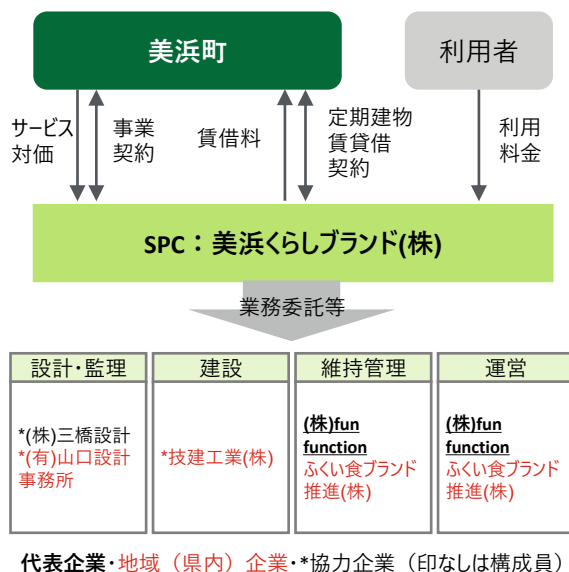 美浜町
利用者
サービス
対価
事業
契約
賃借料
定期建物
賃貸借
契約
利用
料金
SPC：美浜くらしブランド(株)
業務委託等
設計・監理
*(株)三橋設計
*(有)山口設計
事務所
建設
*技建工業(株)
維持管理
(株)fun
function
ふくい食ブランド
推進(株)
運営
(株)fun
function
ふくい食ブランド
推進(株)
代表企業・地域（県内）企業・*協力企業（印なしは構成員）